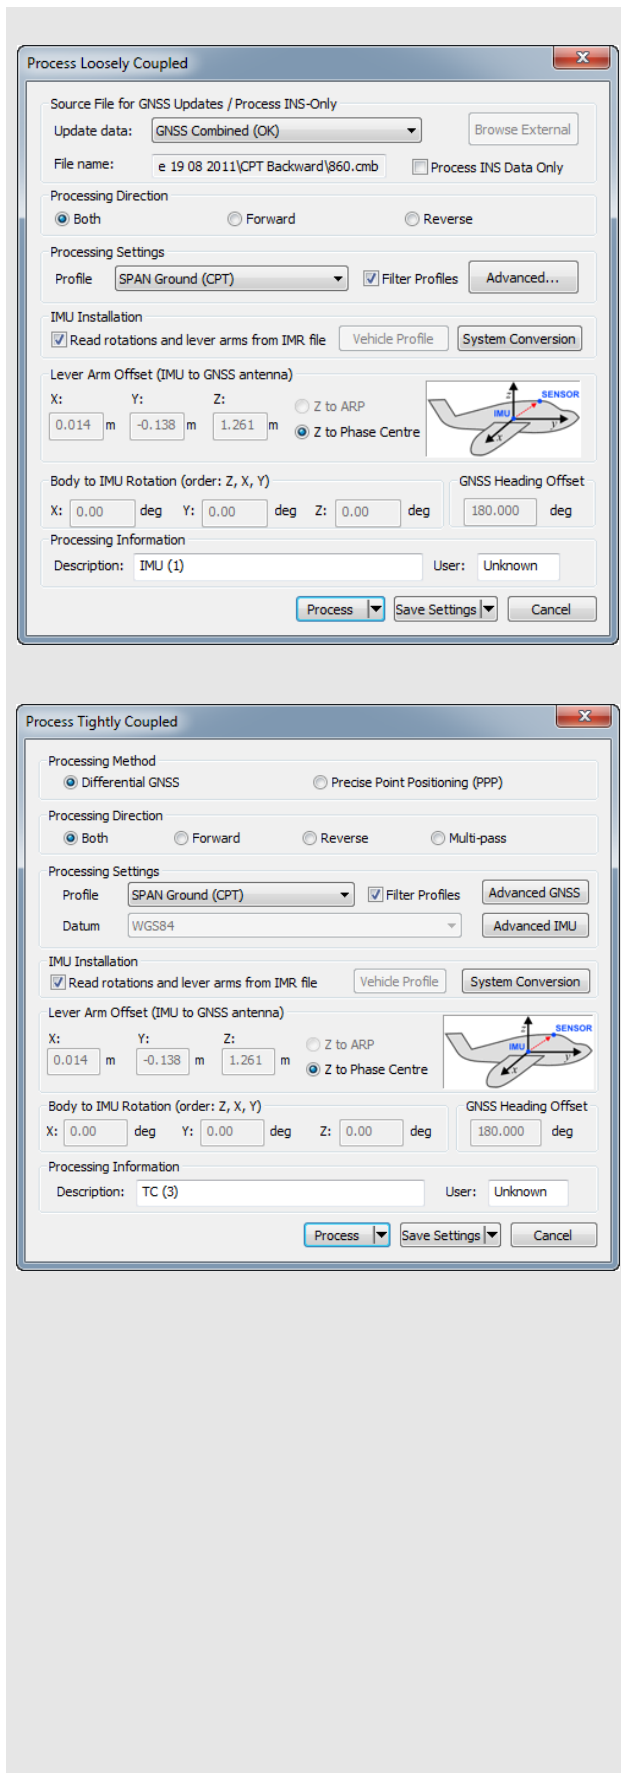 Process Loosely Coupled
Source File for GNSS Updates / Process INS-Only
Update data: GNSS Combined (OK) Browse External
File name: e 19 08 2011\CPT Backward\860.cmb Process INS Data Only
Processing Direction
Both Forward Reverse
Processing Settings
Profile SPAN Ground (CPT) Filter Profiles Advanced...
IMU Installation
Read rotations and lever arms from IMR file Vehicle Profile System Conversion
Lever Arm Offset (IMU to GNSS antenna)
X: Y: Z: Z to ARP
0.014 m -0.138 m 1.261 m Z to Phase Centre
z SENSOR
IMU y
x
Body to IMU Rotation (order: Z, X, Y) GNSS Heading Offset
X: 0.00 deg Y: 0.00 deg Z: 0.00 deg 180.000 deg
Processing Information
Description: IMU (1) User: Unknown
Process Save Settings Cancel
Process Tightly Coupled
Processing Method
Differential GNSS Precise Point Positioning (PPP)
Processing Direction
Both Forward Reverse Multi-pass
Processing Settings
Profile SPAN Ground (CPT) Filter Profiles Advanced GNSS
Datum WGS84 Advanced IMU
IMU Installation
Read rotations and lever arms from IMR file Vehicle Profile System Conversion
Lever Arm Offset (IMU to GNSS antenna)
X: Y: Z: Z to ARP
0.014 m -0.138 m 1.261 m Z to Phase Centre
z SENSOR
IMU y
x
Body to IMU Rotation (order: Z, X, Y) GNSS Heading Offset
X: 0.00 deg Y: 0.00 deg Z: 0.00 deg 180.000 deg
Processing Information
Description: TC (3) User: Unknown
Process Save Settings Cancel